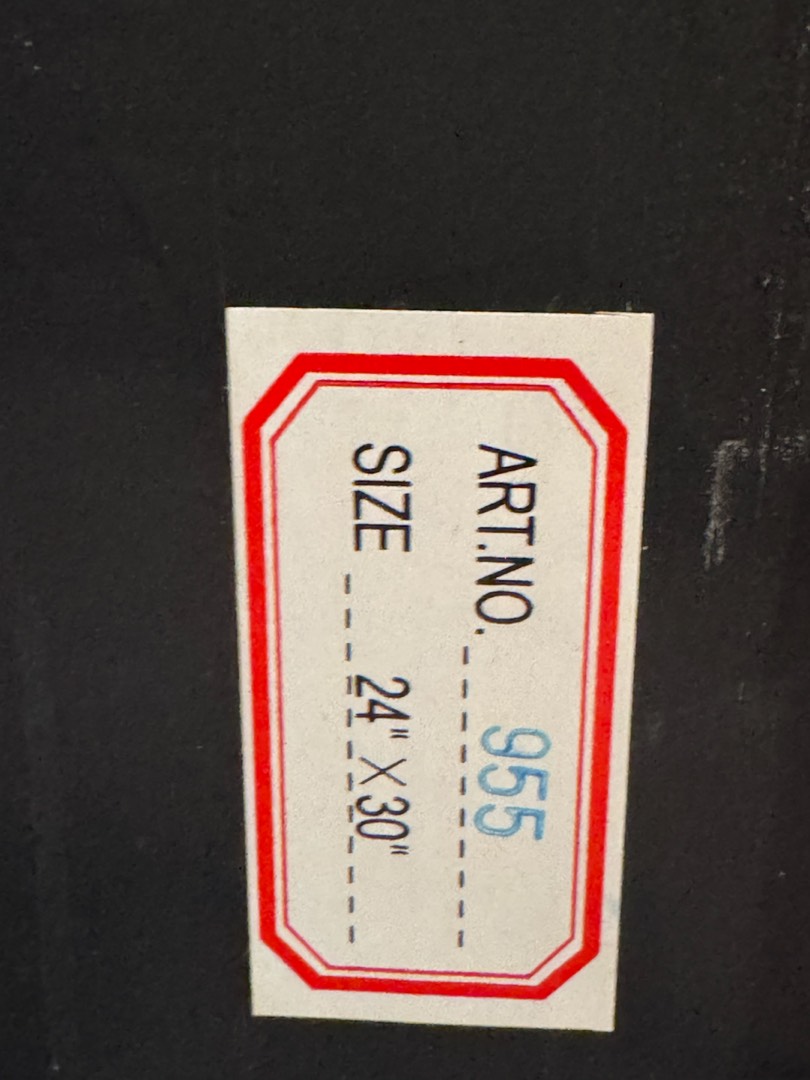 ART.NO. 955
SIZE 24" X 30"